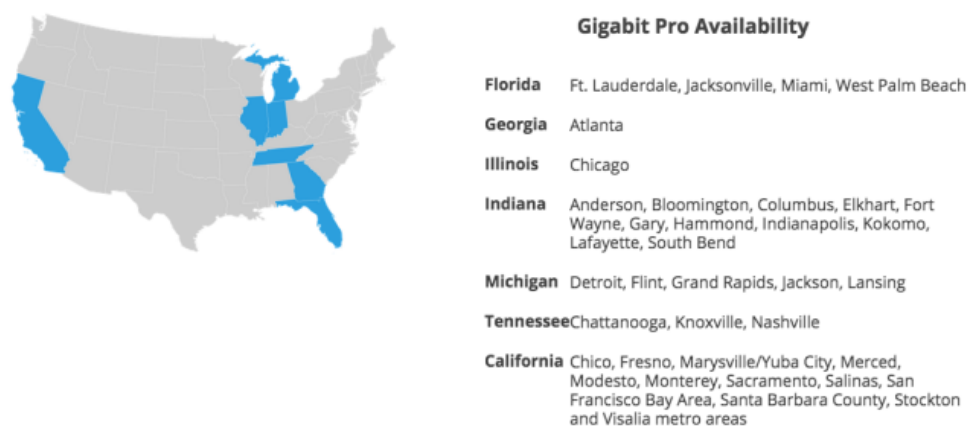 Gigabit Pro Availability
Florida Ft. Lauderdale, Jacksonville, Miami, West Palm Beach
Georgia Atlanta
Illinois Chicago
Indiana Anderson, Bloomington, Columbus, Elkhart, Fort
Wayne, Gary, Hammond, Indianapolis, Kokomo,
Lafayette, South Bend
Michigan Detroit, Flint, Grand Rapids, Jackson, Lansing
Tennessee Chattanooga, Knoxville, Nashville
California Chico, Fresno, Marysville/Yuba City, Merced,
Modesto, Monterey, Sacramento, Salinas, San
Francisco Bay Area, Santa Barbara County, Stockton
and Visalia metro areas